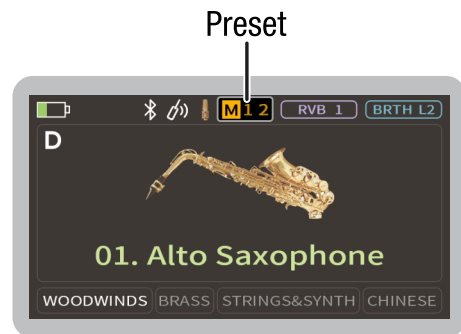 Preset
M 1 2 RVB 1 BRTH L2
D
01. Alto Saxophone
WOODWINDS BRASS STRINGS&SYNTH CHINESE